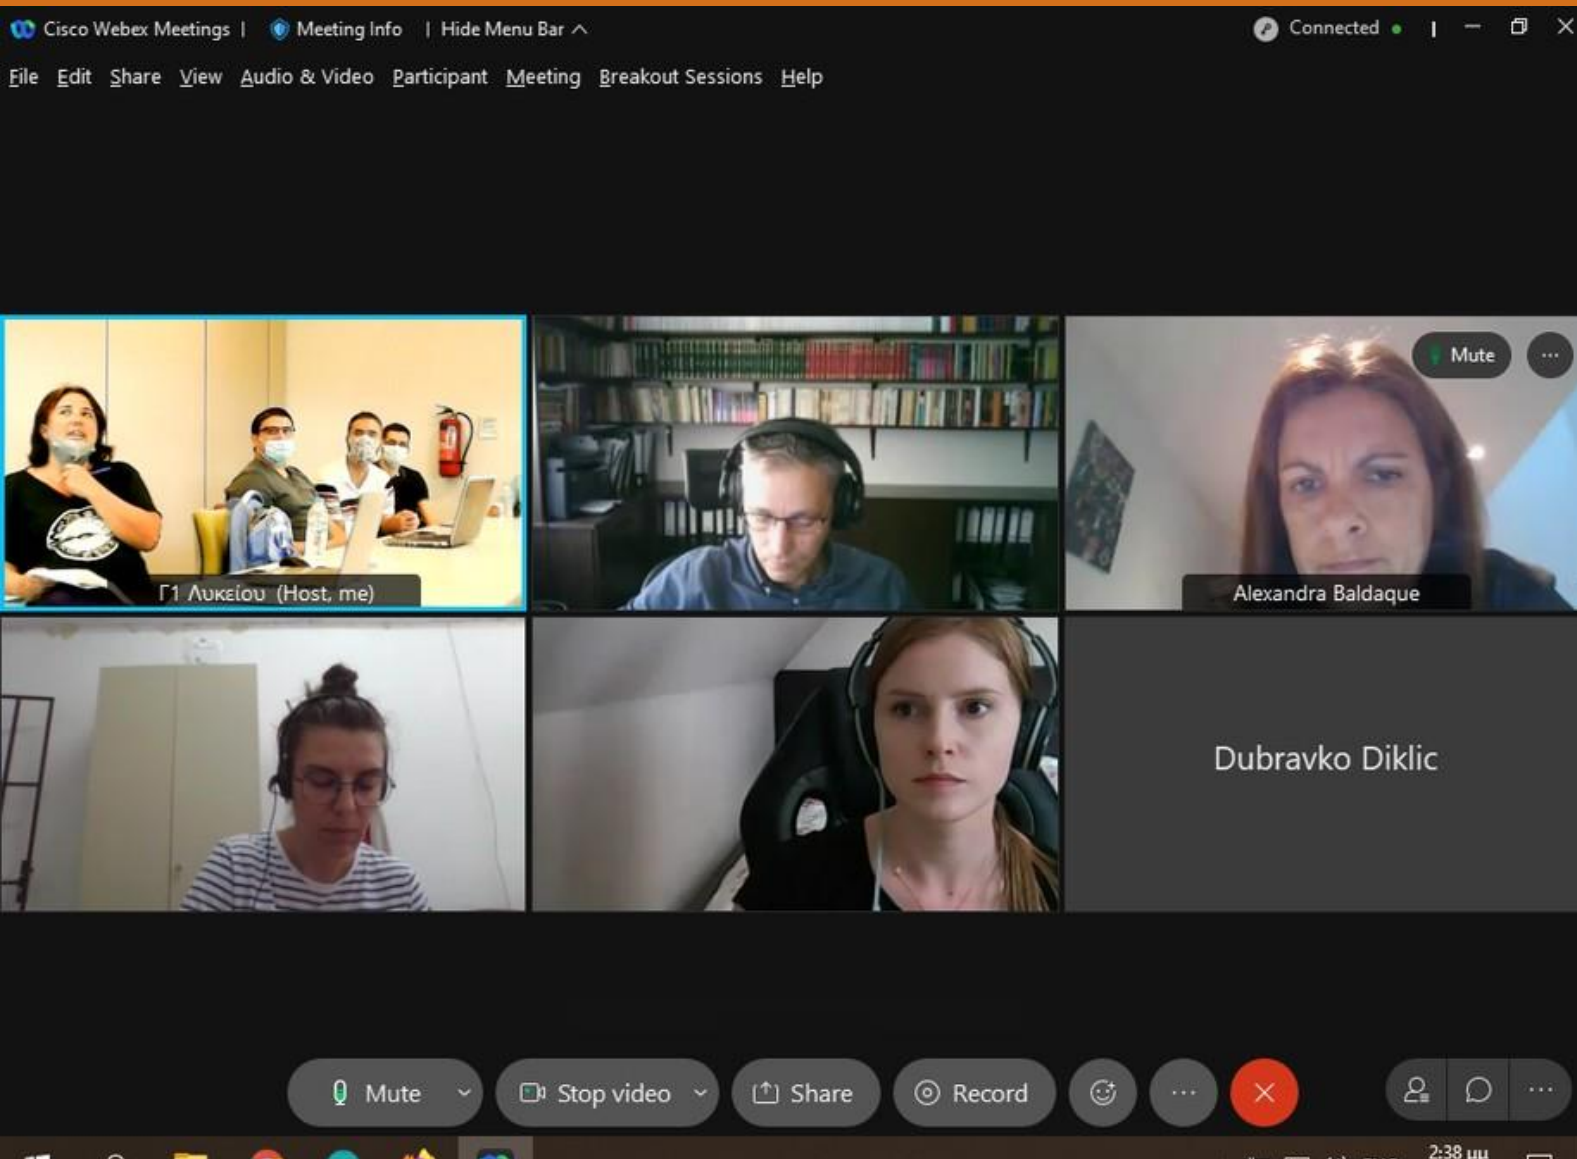 Cisco Webex Meetings | Meeting Info | Hide Menu Bar Connected
File Edit Share View Audio & Video Participant Meeting Breakout Sessions Help
Mute
Γ1 Λυκείου (Host, me)
Alexandra Baldaque
Dubravko Diklic
Mute Stop video Share Record
2:38 μμ